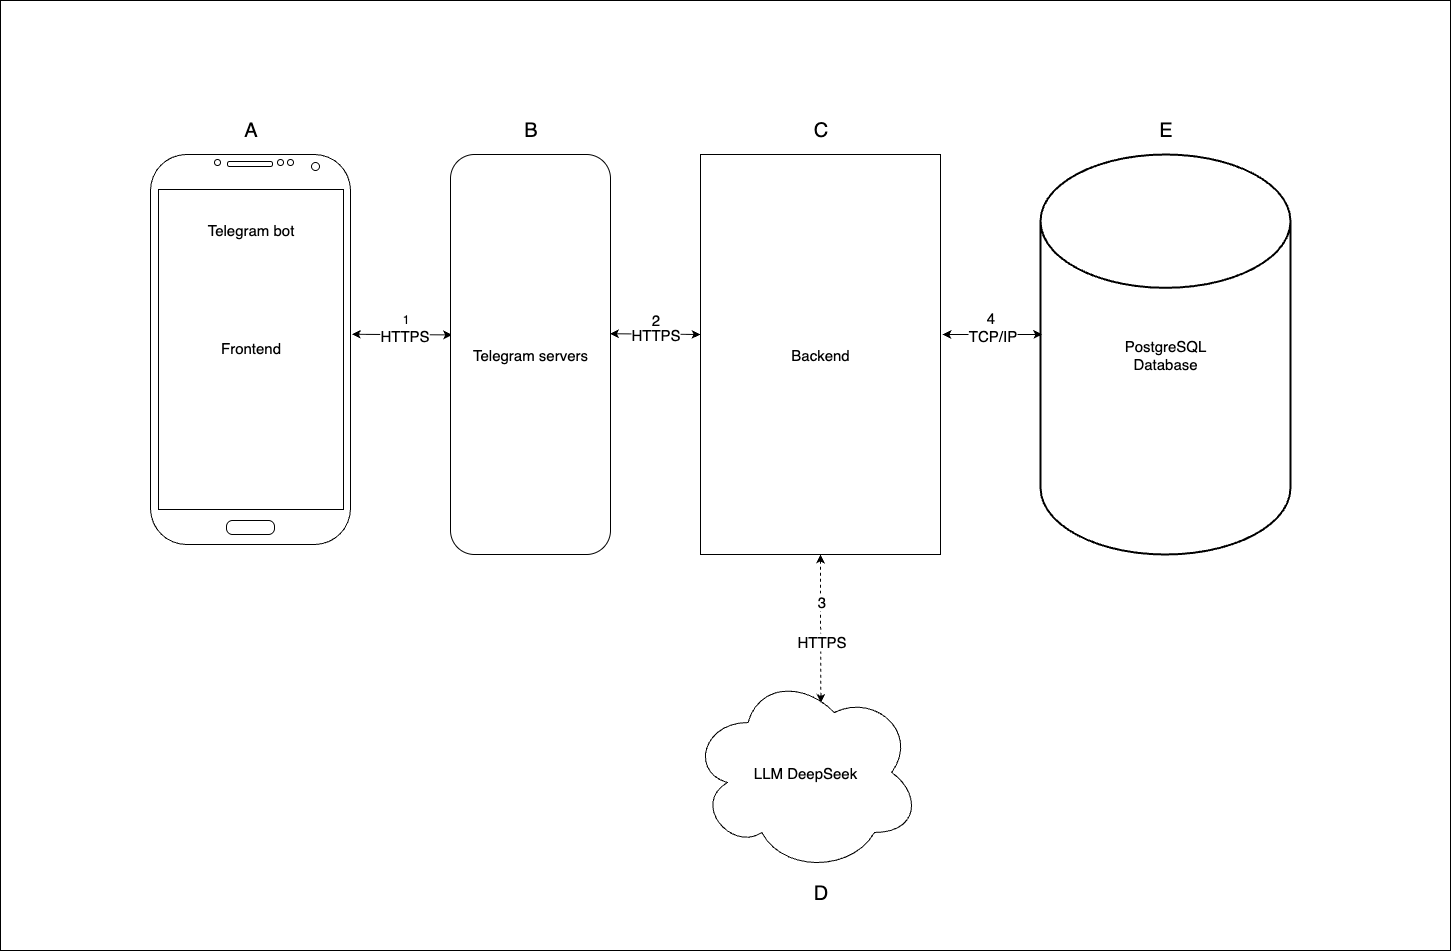 A
B
C
E
Telegram bot
Frontend
1
HTTPS
Telegram servers
2
HTTPS
Backend
4
TCP/IP
PostgreSQL
Database
3
HTTPS
LLM DeepSeek
D